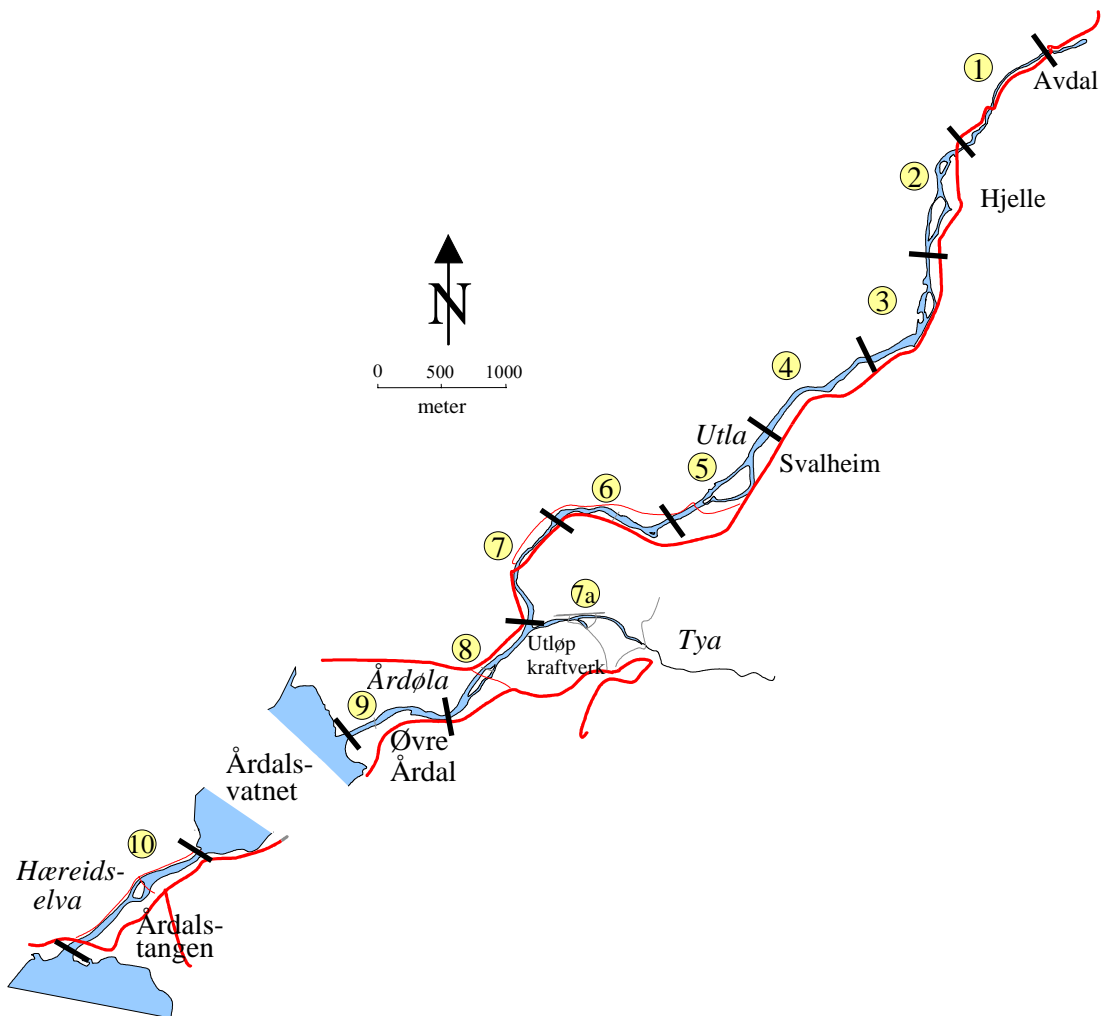 1
Avdal
2
Hjelle
N
3
0 500 1000
meter
4
Utla
5
Svalheim
6
7
7a
Utløp
kraftverk
Tya
8
Årdøla
9
Øvre
Årdal
Årdals-
vatnet
10
Hæreids-
elva
Årdals-
tangen